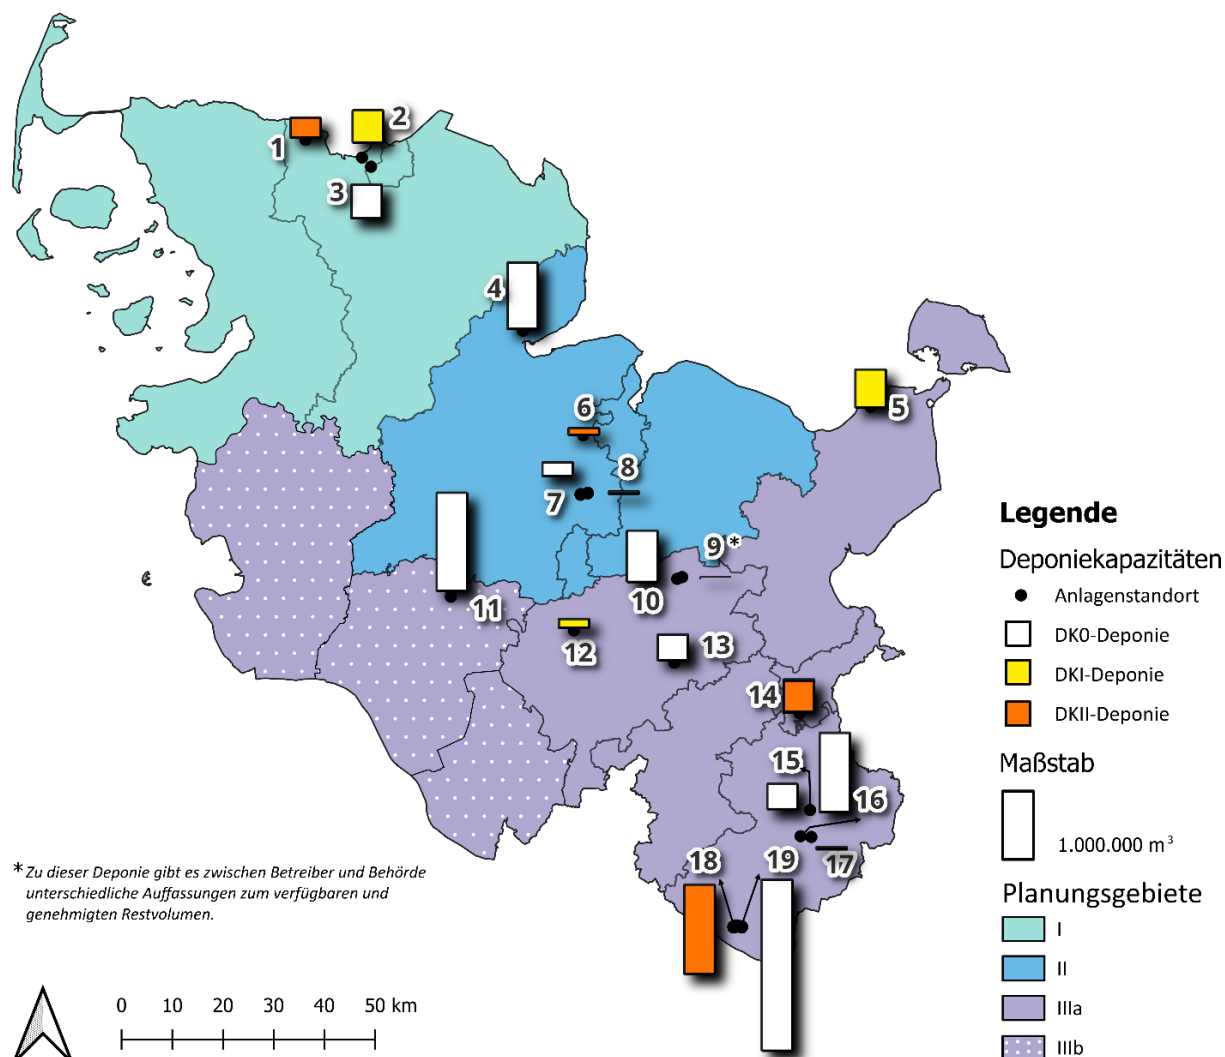 1
2
3
4
5
6
7
8
9 *
10
11
12
13
14
15
16
17
18
19
Legende
Deponiekapazitäten
Anlagenstandort
DK0-Deponie
DKI-Deponie
DKII-Deponie
Maßstab
1.000.000 m³
Planungsgebiete
I
II
IIIa
IIIb
* Zu dieser Deponie gibt es zwischen Betreiber und Behörde
unterschiedliche Auffassungen zum verfügbaren und
genehmigten Restvolumen.
0 10 20 30 40 50 km